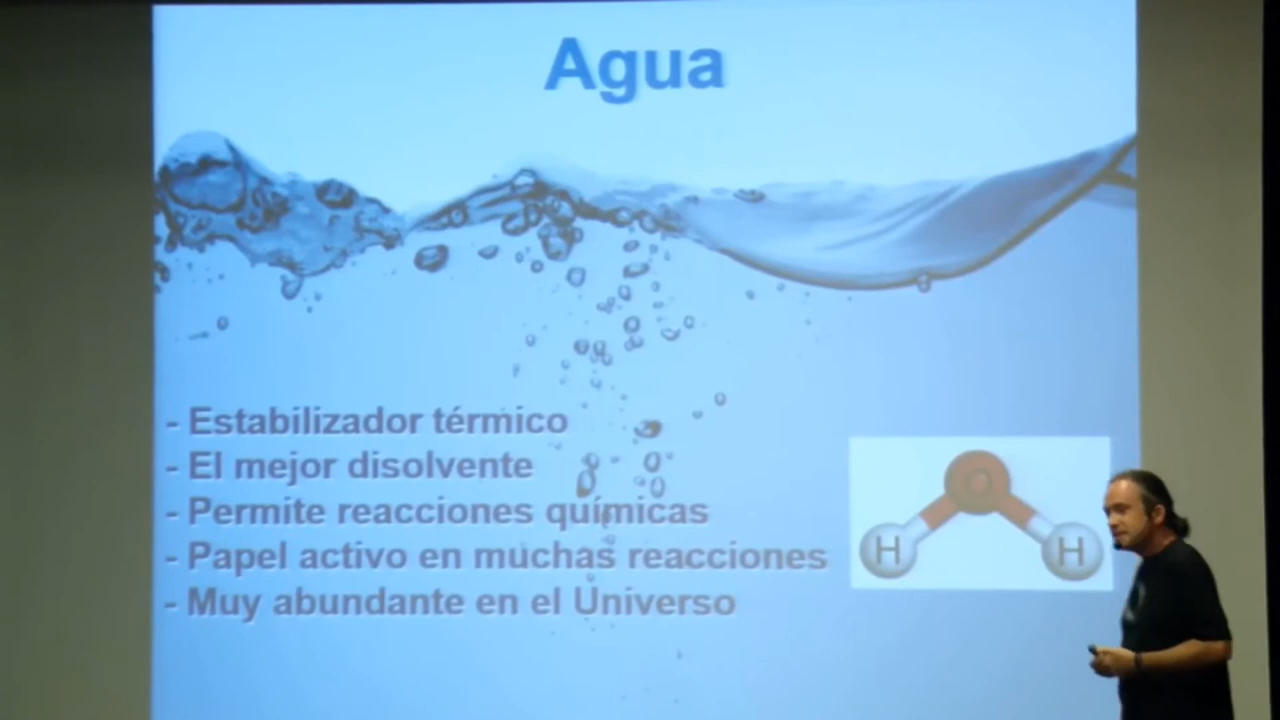 Agua
- Estabilizador térmico
- El mejor disolvente
- Permite reacciones químicas
- Papel activo en muchas reacciones
- Muy abundante en el Universo
O
H H